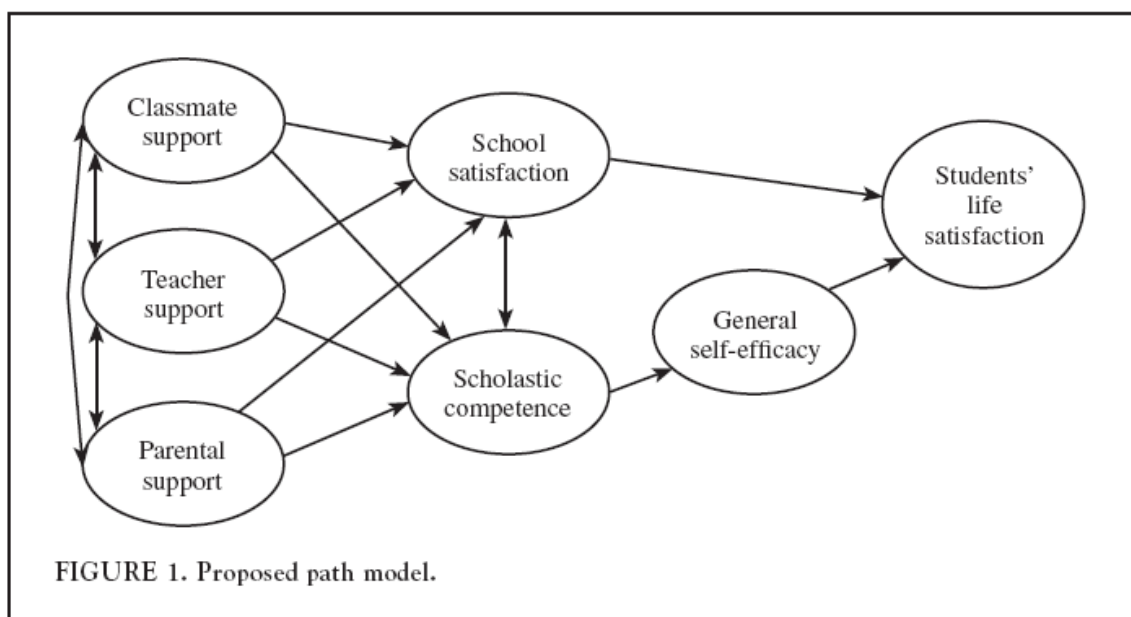 Classmate
support
School
satisfaction
Students'
life
satisfaction
Teacher
support
General
self-efficacy
Scholastic
competence
Parental
support
FIGURE 1. Proposed path model.